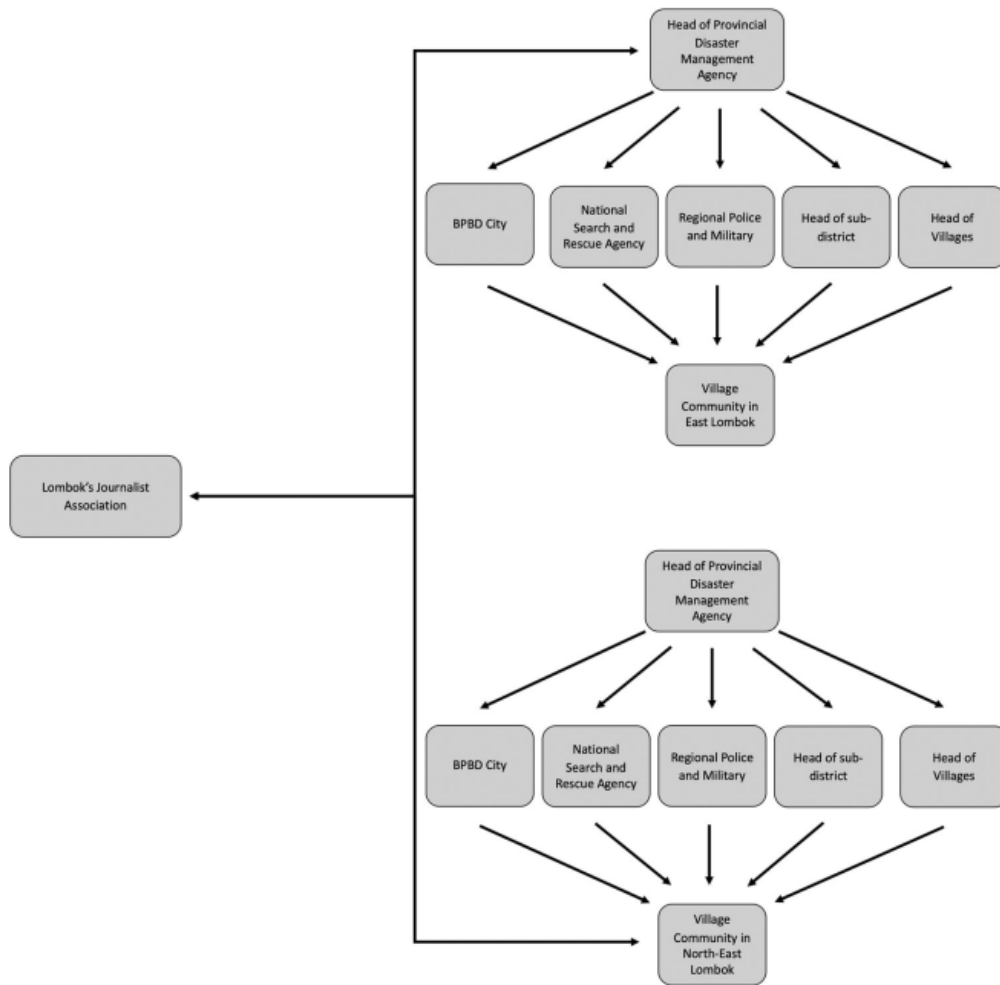 Head of Provincial
Disaster
Management
Agency
BPBD City
National
Search and
Rescue Agency
Regional Police
and Military
Head of sub-
district
Head of
Villages
Village
Community in
East Lombok
Lombok's Journalist
Association
Head of Provincial
Disaster
Management
Agency
BPBD City
National
Search and
Rescue Agency
Regional Police
and Military
Head of sub-
district
Head of
Villages
Village
Community in
North-East
Lombok